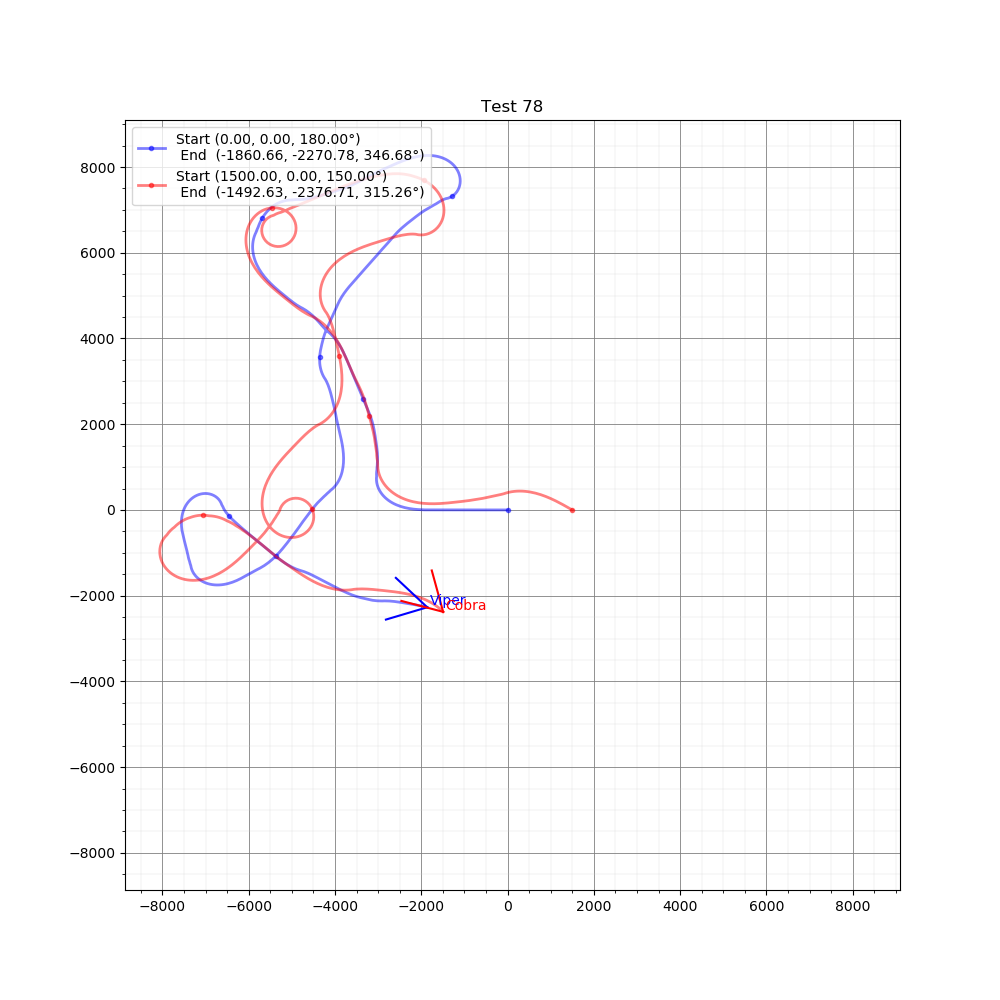 Test 78
Start (0.00, 0.00, 180.00°)
End (-1860.66, -2270.78, 346.68°)
Start (1500.00, 0.00, 150.00°)
End (-1492.63, -2376.71, 315.26°)
8000
6000
4000
2000
0
−2000
−4000
−6000
−8000
Viper
Cobra
−8000 −6000 −4000 −2000 0 2000 4000 6000 8000